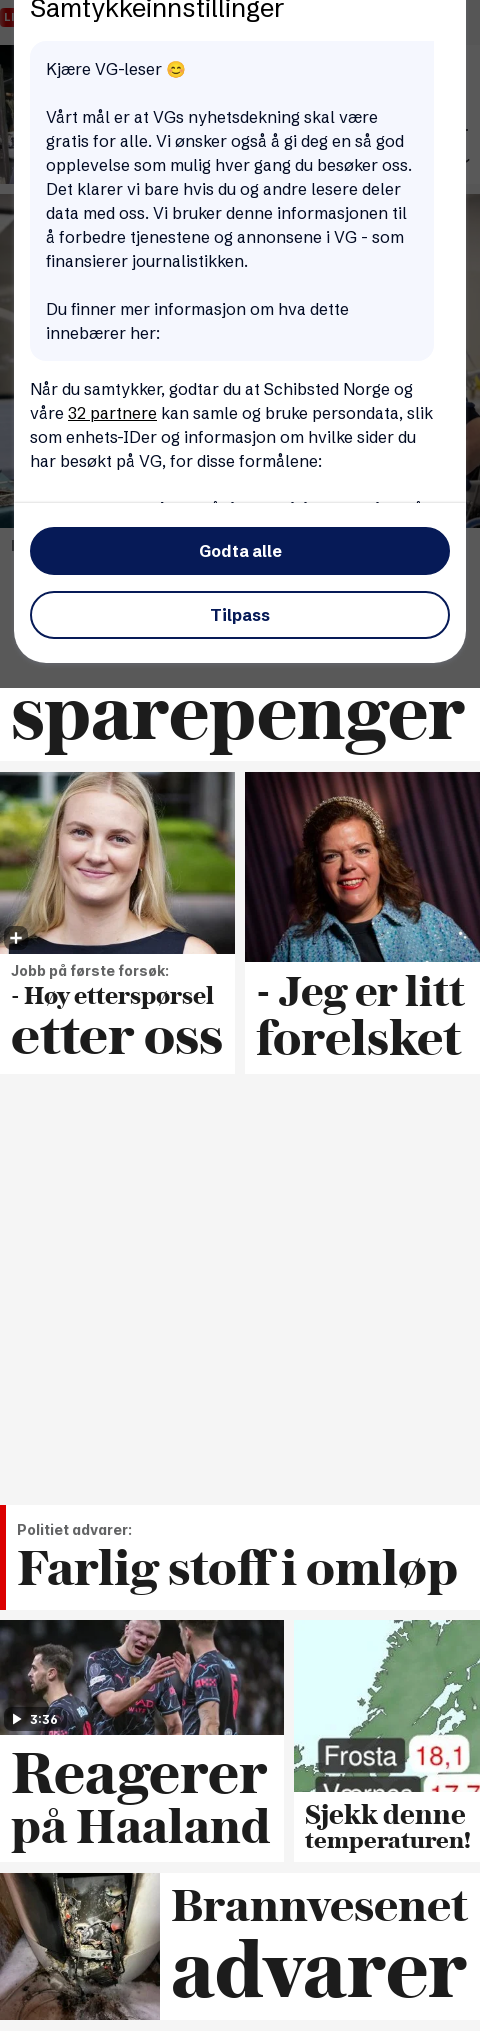 Samtykkeinnstillinger
Kjære VG-leser 😊
Vårt mål er at VGs nyhetsdekning skal være
gratis for alle. Vi ønsker også å gi deg en så god
opplevelse som mulig hver gang du besøker oss.
Det klarer vi bare hvis du og andre lesere deler
data med oss. Vi bruker denne informasjonen til
å forbedre tjenestene og annonsene i VG - som
finansierer journalistikken.
Du finner mer informasjon om hva dette
innebærer her:
Når du samtykker, godtar du at Schibsted Norge og
våre 32 partnere kan samle og bruke persondata, slik
som enhets-IDer og informasjon om hvilke sider du
har besøkt på VG, for disse formålene:
Godta alle
Tilpass
sparepenger
Jobb på første forsøk:
- Høy etterspørsel
etter oss
- Jeg er litt
forelsket
Politiet advarer:
Farlig stoff i omløp
3:36
Reagerer
på Haaland
Frosta 18,1
Værnes 17,7
Sjekk denne
temperaturen!
Brannvesenet
advarer